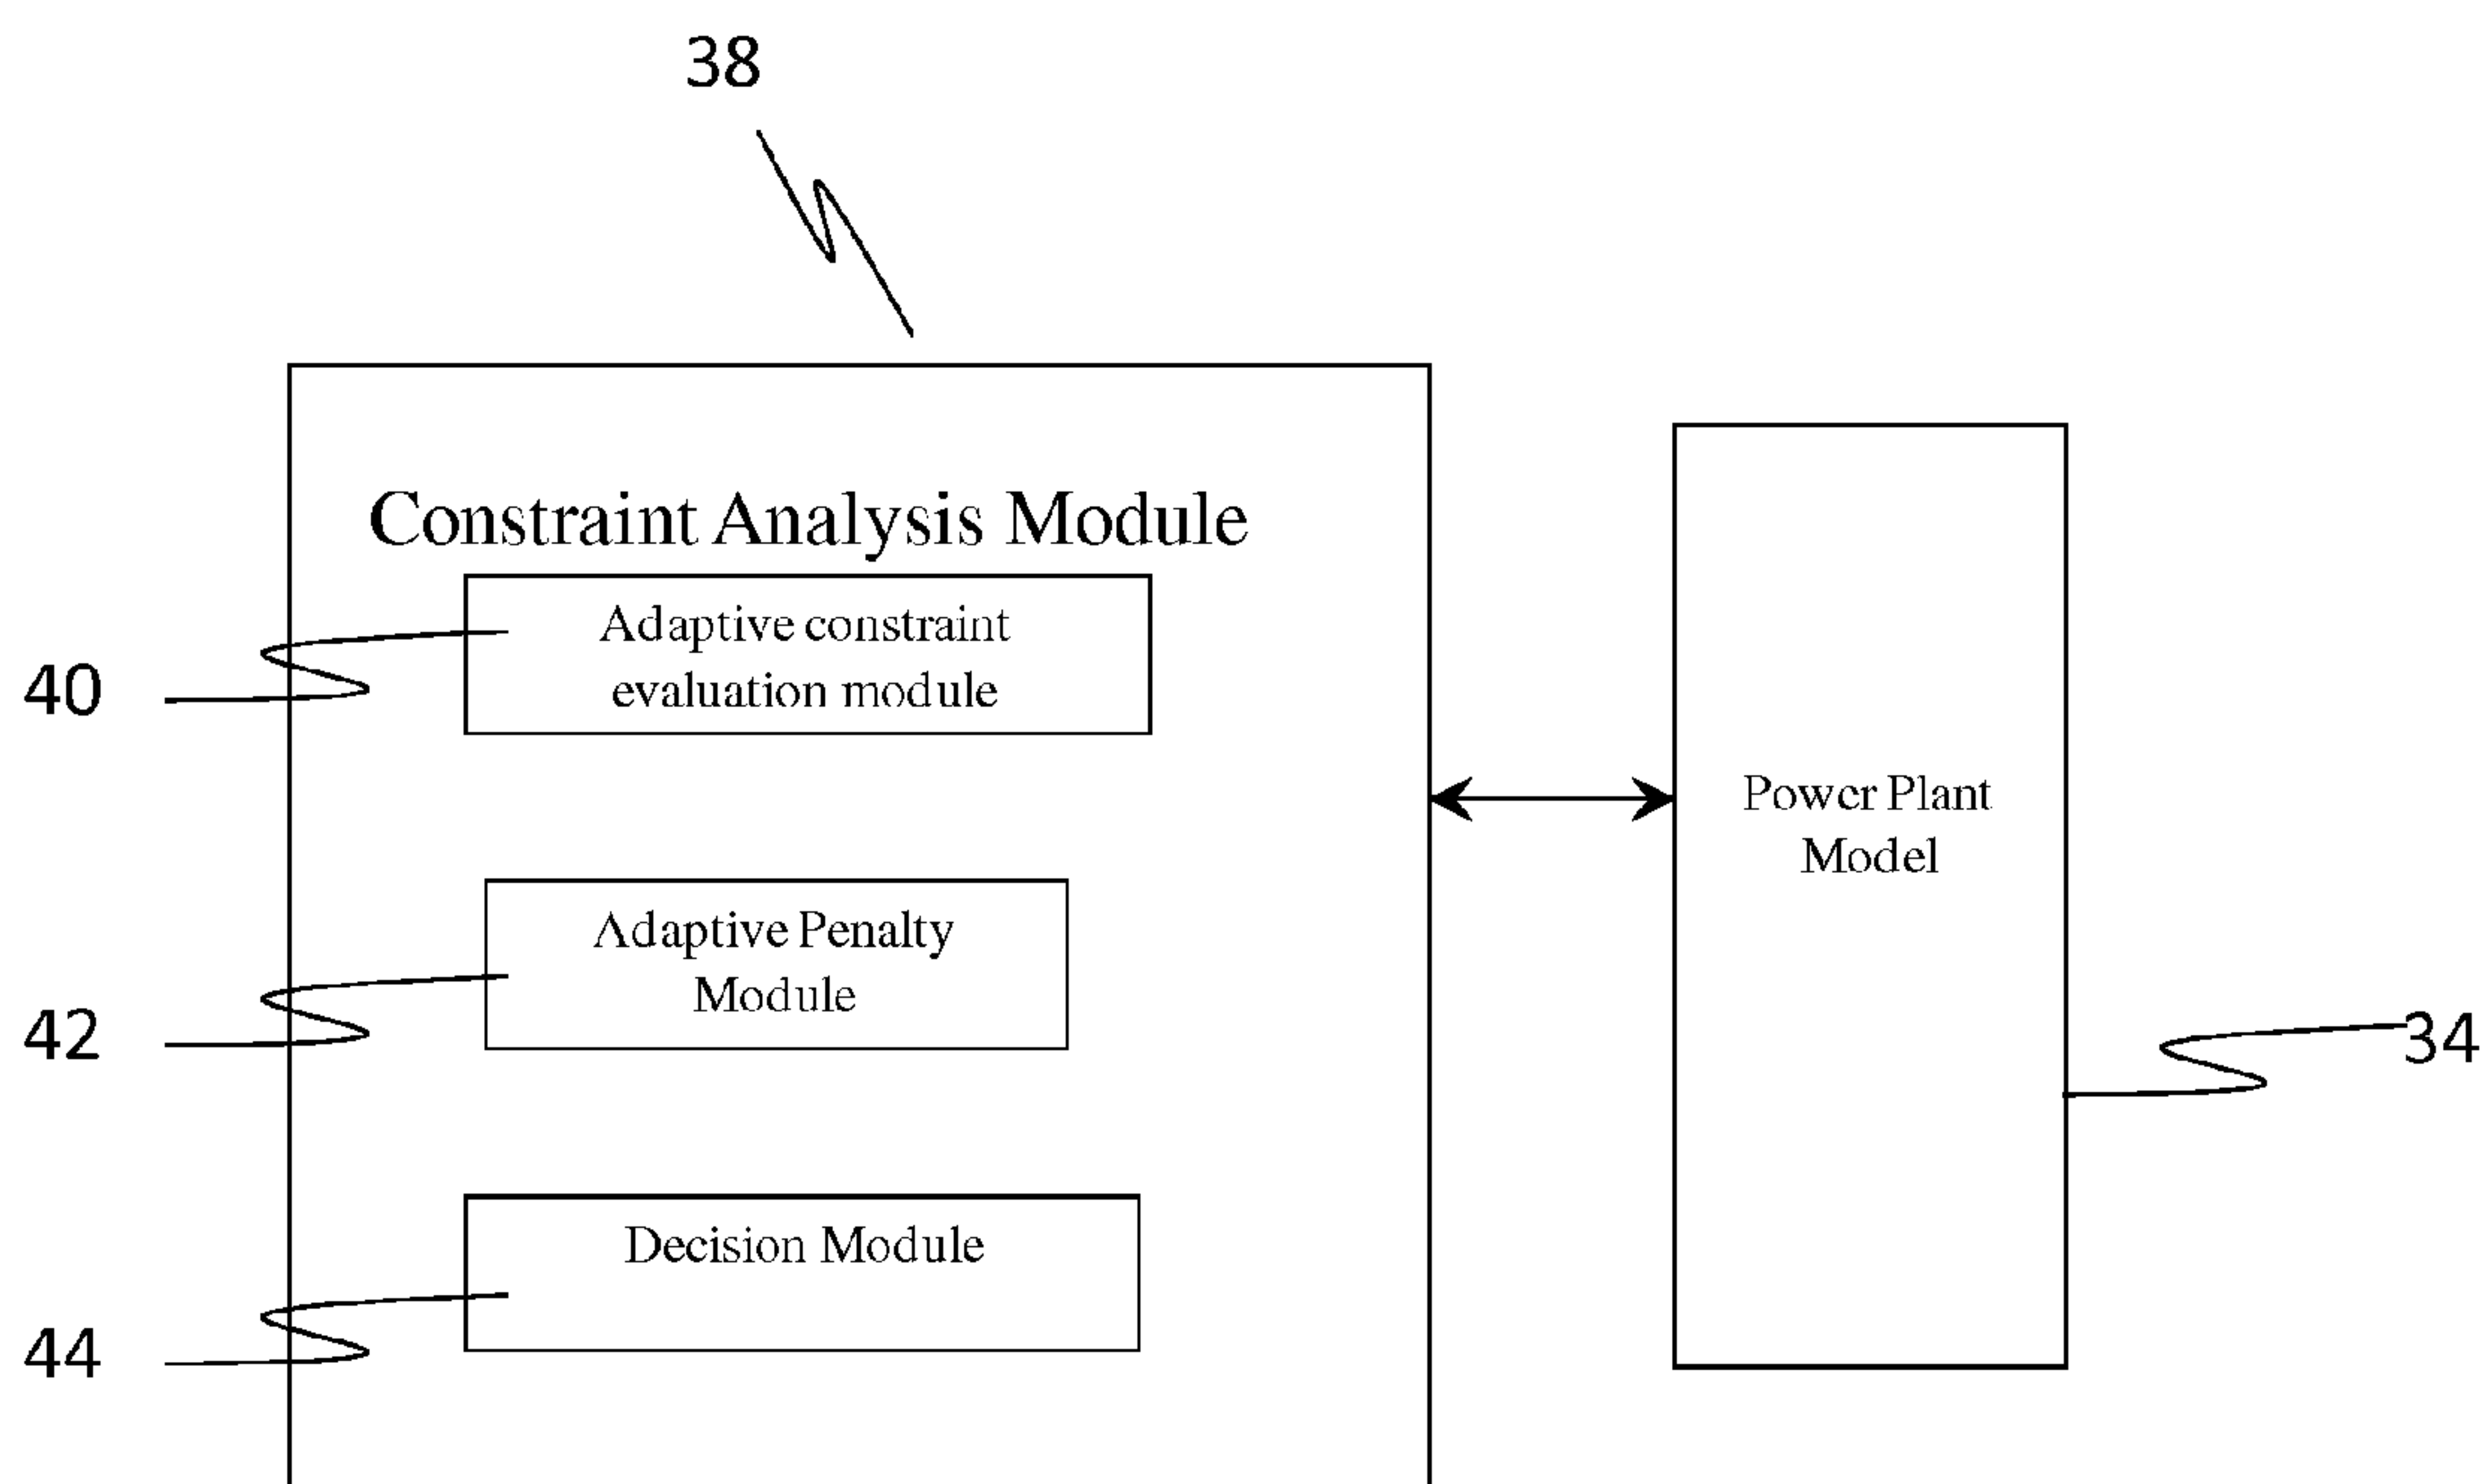 38
Constraint Analysis Module
Adaptive constraint
evaluation module
40
Power Plant
Model
Adaptive Penalty
Module
42
34
Decision Module
44